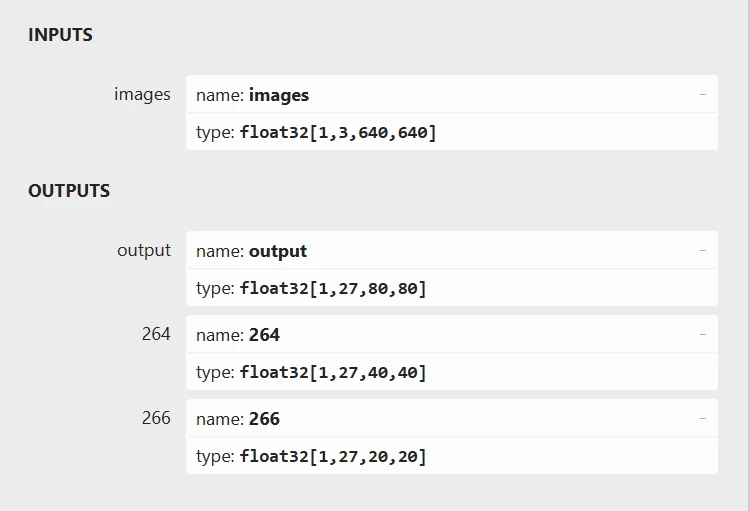 INPUTS
images
name: images
-
type: float32[1,3,640,640]
OUTPUTS
output
name: output
-
type: float32[1,27,80,80]
264
name: 264
-
type: float32[1,27,40,40]
266
name: 266
-
type: float32[1,27,20,20]